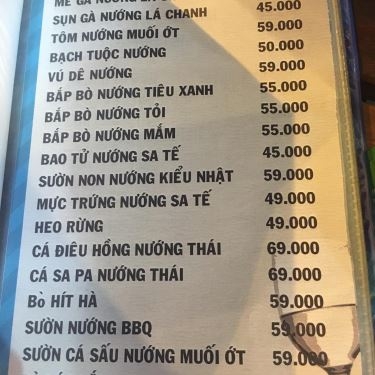 SỤN GÀ NƯỚNG LÁ CHANH 45.000
TÔM NƯỚNG MUỐI ỚT 59.000
BẠCH TUỘC NƯỚNG 50.000
VÚ DÊ NƯỚNG 59.000
BẮP BÒ NƯỚNG TIÊU XANH 55.000
BẮP BÒ NƯỚNG TỎI 55.000
BẮP BÒ NƯỚNG MẮM 55.000
BAO TỬ NƯỚNG SA TẾ 45.000
SƯỜN NON NƯỚNG KIỂU NHẬT 59.000
MỰC TRỨNG NƯỚNG SA TẾ 49.000
HEO RỪNG 49.000
CÁ ĐIÊU HỒNG NƯỚNG THÁI 69.000
CÁ SA PA NƯỚNG THÁI 69.000
Bò HÍT HÀ 59.000
SƯỜN NƯỚNG BBQ 59.000
SƯỜN CÁ SẤU NƯỚNG MUỐI ỚT 59.000